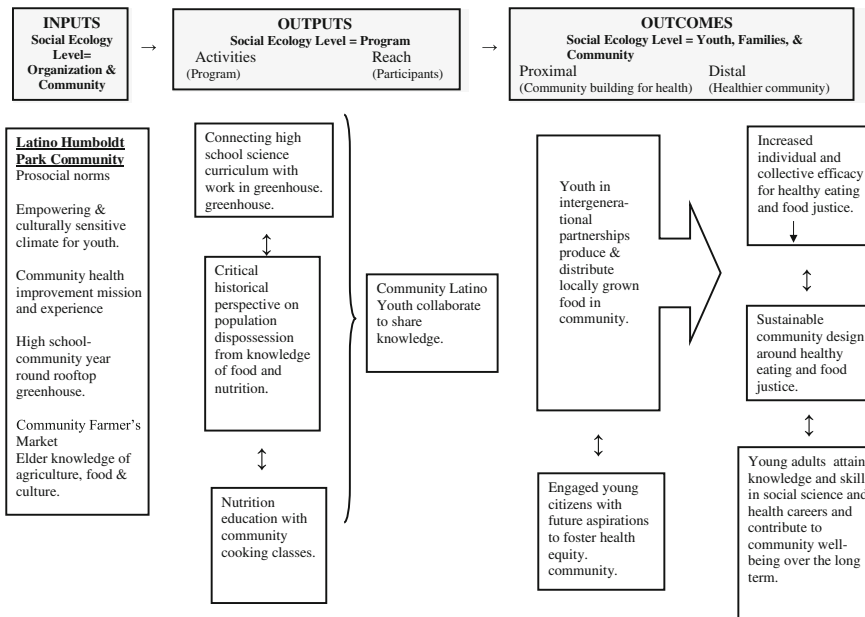 INPUTS
Social Ecology
Level=
Organization &
Community
→
OUTPUTS
Social Ecology Level = Program
Activities Reach
(Program) (Participants)
→
OUTCOMES
Social Ecology Level = Youth, Families, &
Community
Proximal Distal
(Community building for health) (Healthier community)
Latino Humboldt
Park Community
Prosocial norms
Empowering &
culturally sensitive
climate for youth.
Community health
improvement mission
and experience
High school-
community year
round rooftop
greenhouse.
Community Farmer's
Market
Elder knowledge of
agriculture, food &
culture.
Connecting high
school science
curriculum with
work in greenhouse.
greenhouse.
Critical
historical
perspective on
population
dispossession
from knowledge
of food and
nutrition.
Nutrition
education with
community
cooking classes.
Community Latino
Youth collaborate
to share
knowledge.
Youth in
intergenera-
tional
partnerships
produce &
distribute
locally grown
food in
community.
Engaged young
citizens with
future aspirations
to foster health
equity.
community.
Increased
individual and
collective efficacy
for healthy eating
and food justice.
Sustainable
community design
around healthy
eating and food
justice.
Young adults attain
knowledge and skill
in social science and
health careers and
contribute to
community well-
being over the long
term.